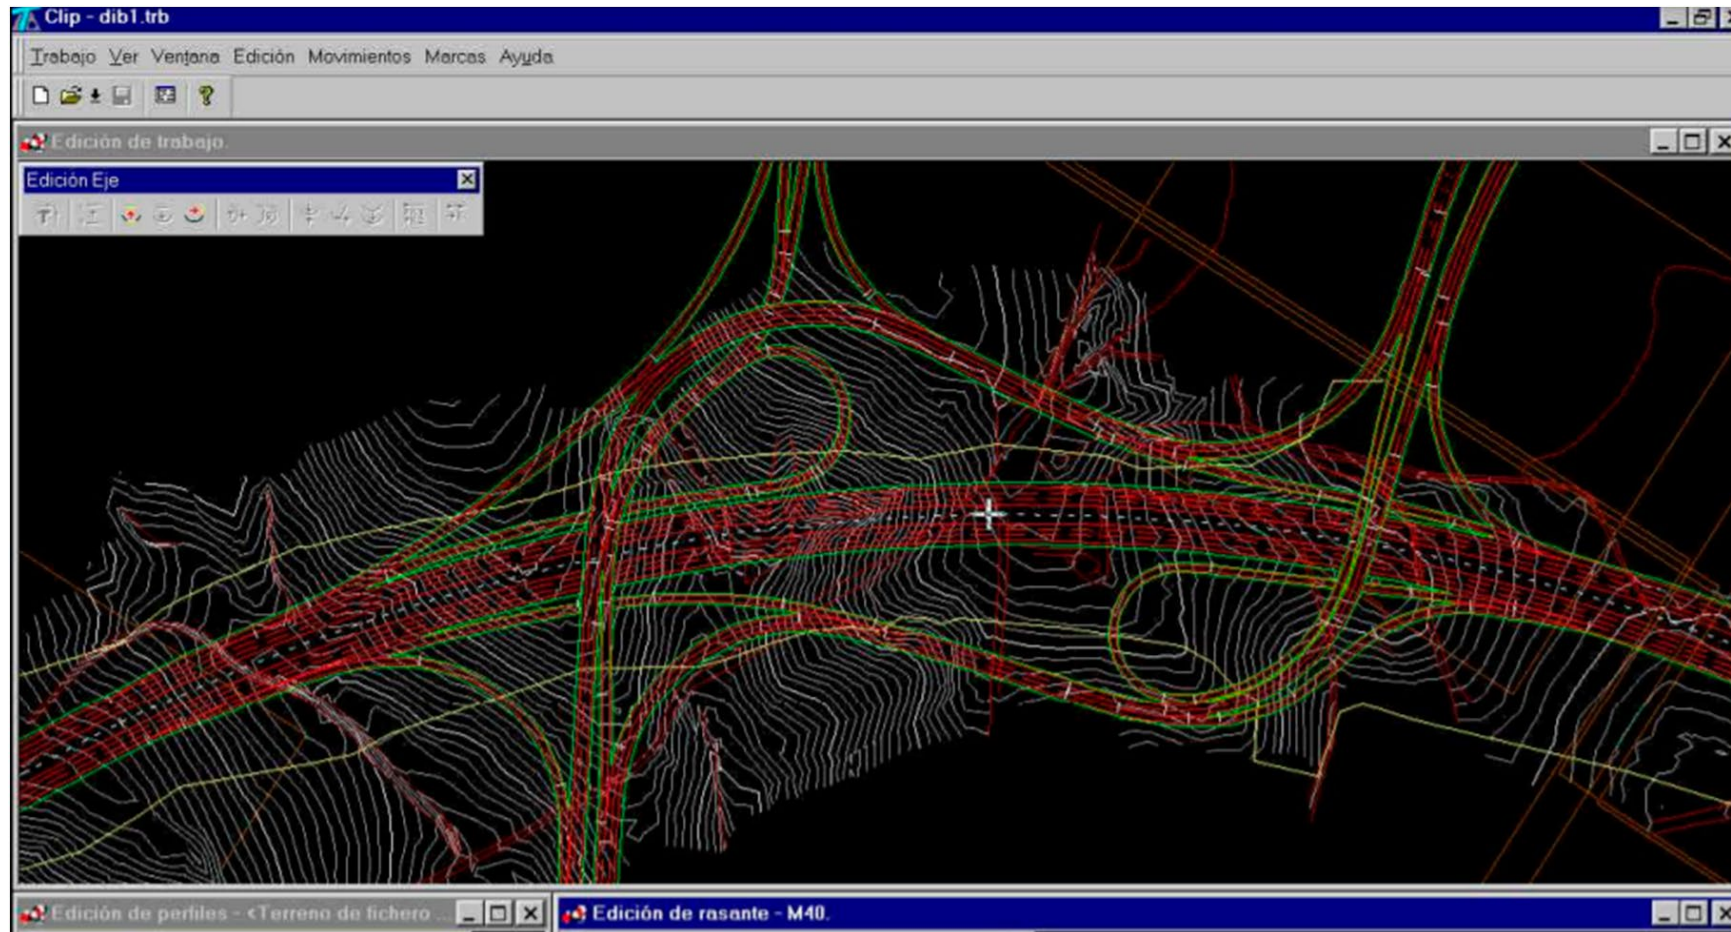 Clip - dib1.trb
Trabajo Ver Ventana Edición Movimientos Marcas Ayuda
Edición de trabajo.
Edición Eje
Edición de perfiles - <Terreno de fichero ...
Edición de rasante - M40.